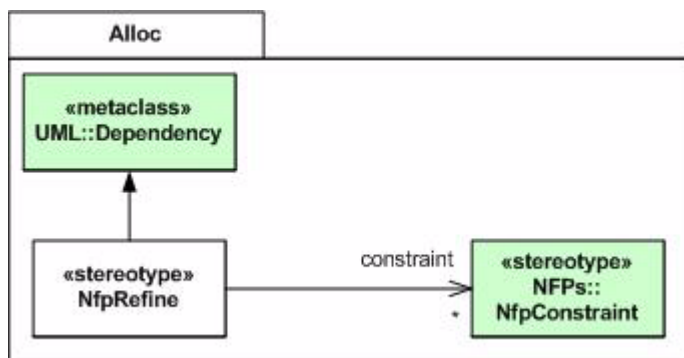 Alloc
«metaclass»
UML::Dependency
«stereotype»
NfpRefine
constraint
*
«stereotype»
NFPs::
NfpConstraint